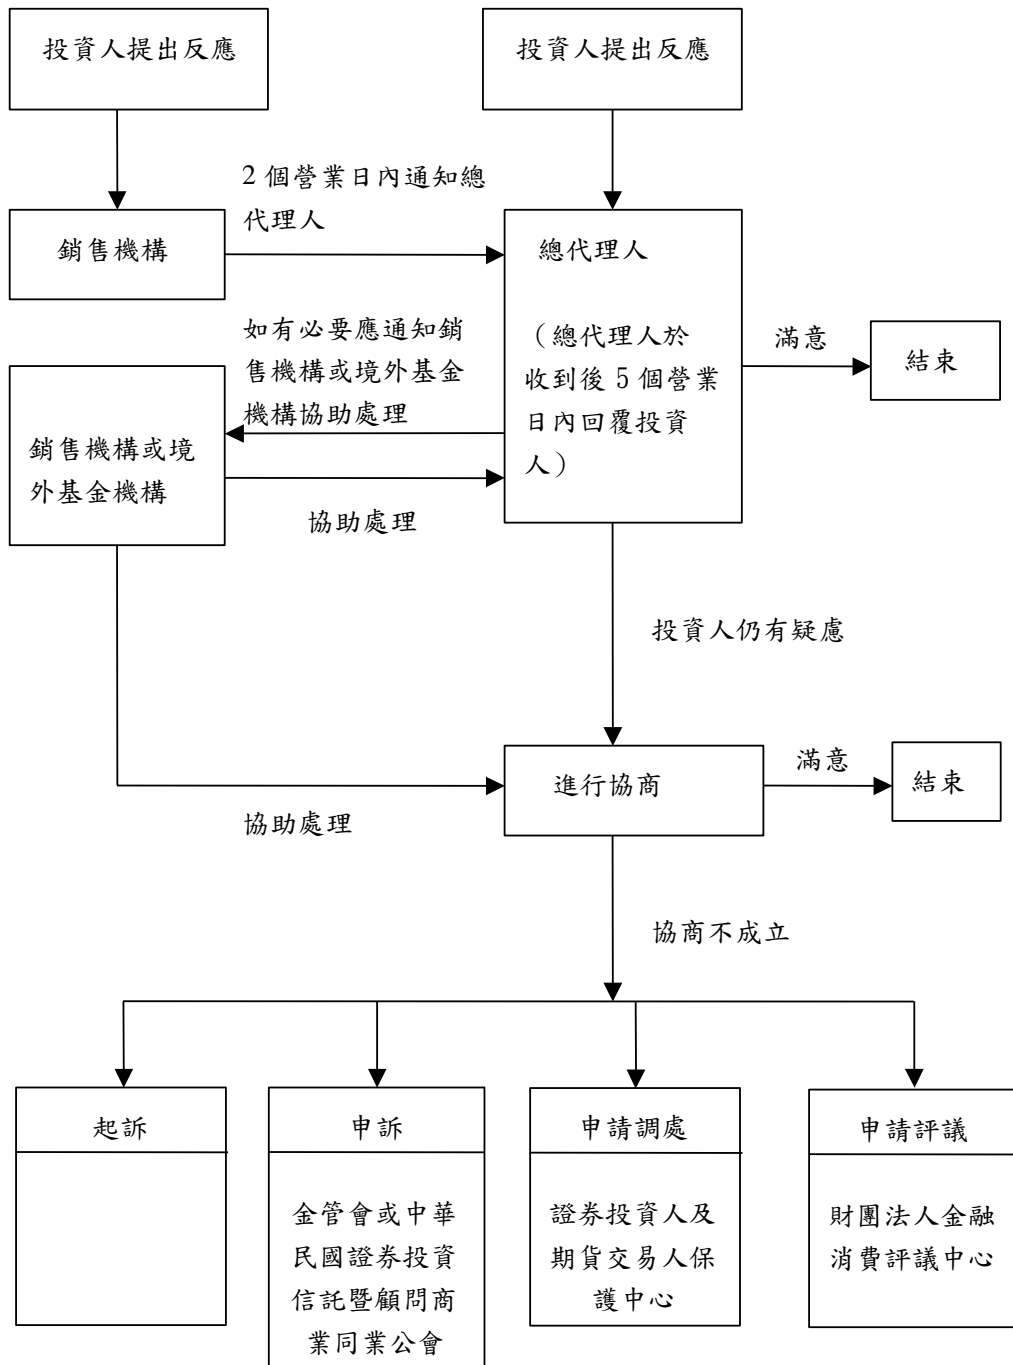 投資人提出反應
投資人提出反應
2 個營業日內通知總
代理人
銷售機構
總代理人
(總代理人於
收到後 5 個營業
日內回覆投資
人)
滿意
結束
如有必要應通知銷
售機構或境外基金
機構協助處理
銷售機構或境
外基金機構
協助處理
投資人仍有疑慮
進行協商
滿意
結束
協助處理
協商不成立
起訴
申訴
金管會或中華
民國證券投資
信託暨顧問商
業同業公會
申請調處
證券投資人及
期貨交易人保
護中心
申請評議
財團法人金融
消費評議中心